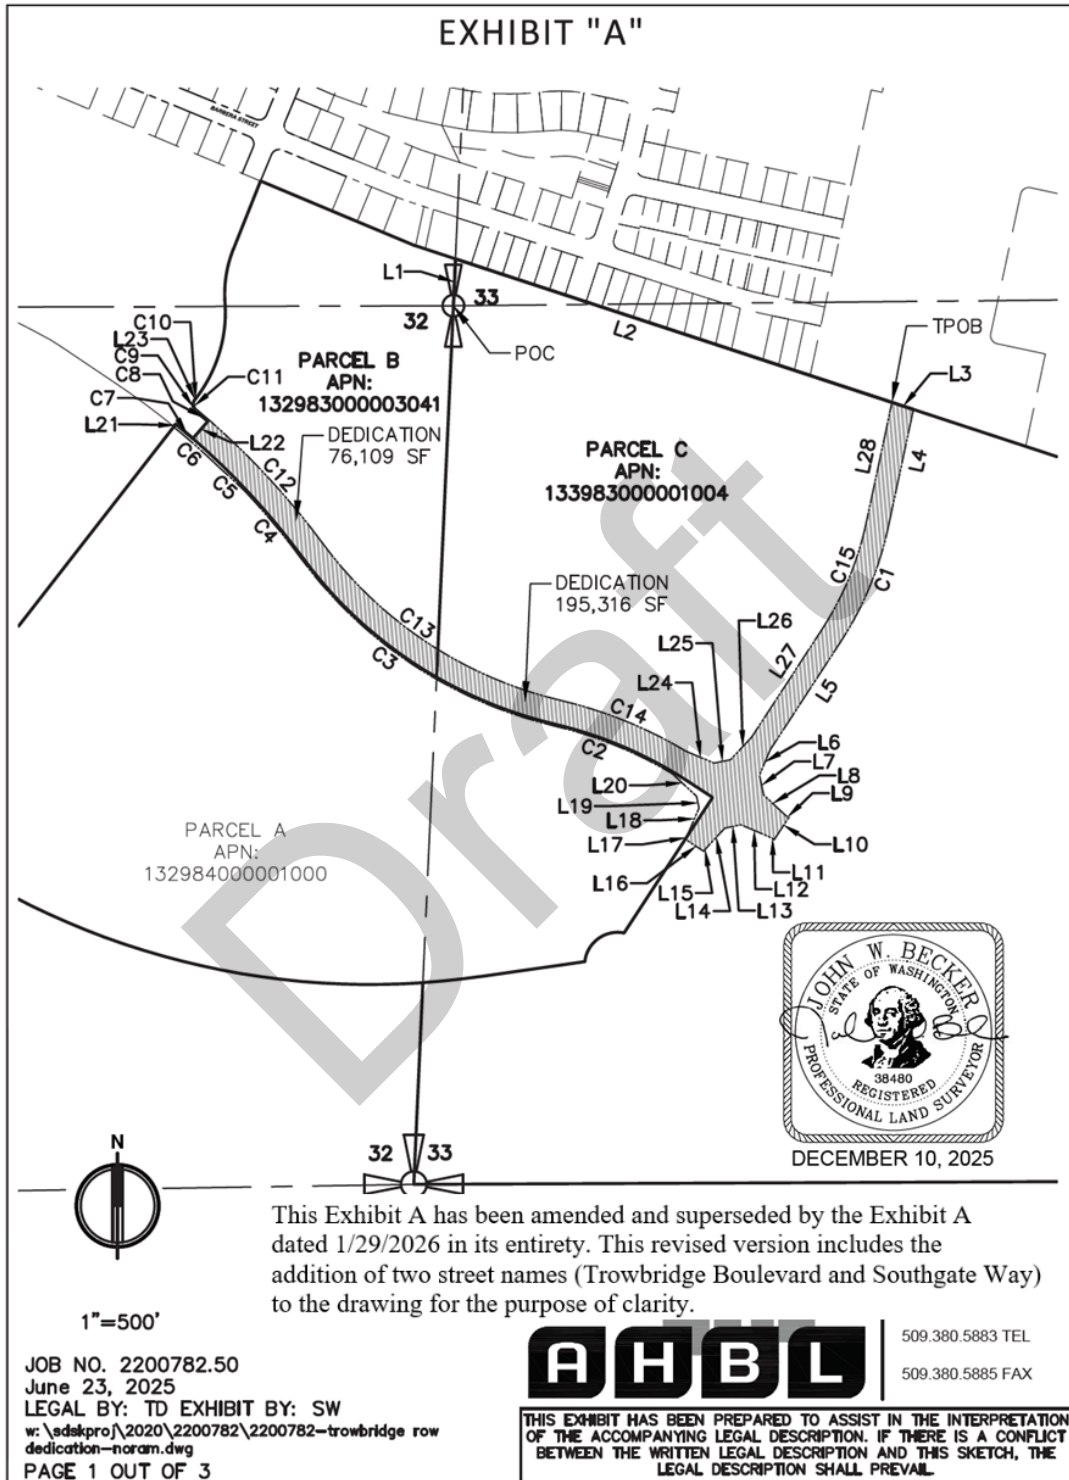 EXHIBIT "A"
BARBERA STREET
L1
33
32
POC
L2
TPOB
L3
C10
L23
C9
C8
C7
L21
C11
PARCEL B
APN:
132983000003041
DEDICATION
76,109 SF
L22
C6
C5
C4
C12
PARCEL C
APN:
133983000001004
L28
L4
C15
C1
DEDICATION
195,316 SF
C13
C3
L26
L25
L24
L27
L5
C14
C2
L6
L7
L8
L9
L20
L19
L18
L17
L10
L16
L11
L15
L12
L14
L13
PARCEL A
APN:
132984000001000
Draft
JOHN W. BECKER
STATE OF WASHINGTON
38480
REGISTERED
PROFESSIONAL LAND SURVEYOR
DECEMBER 10, 2025
32
33
N
1"=500'
This Exhibit A has been amended and superseded by the Exhibit A
dated 1/29/2026 in its entirety. This revised version includes the
addition of two street names (Trowbridge Boulevard and Southgate Way)
to the drawing for the purpose of clarity.
JOB NO. 2200782.50
June 23, 2025
LEGAL BY: TD EXHIBIT BY: SW
w:\sdskproj\2020\2200782\2200782-trowbridge row
dedication-noram.dwg
PAGE 1 OUT OF 3
AHBL
509.380.5883 TEL
509.380.5885 FAX
THIS EXHIBIT HAS BEEN PREPARED TO ASSIST IN THE INTERPRETATION
OF THE ACCOMPANYING LEGAL DESCRIPTION. IF THERE IS A CONFLICT
BETWEEN THE WRITTEN LEGAL DESCRIPTION AND THIS SKETCH, THE
LEGAL DESCRIPTION SHALL PREVAIL.